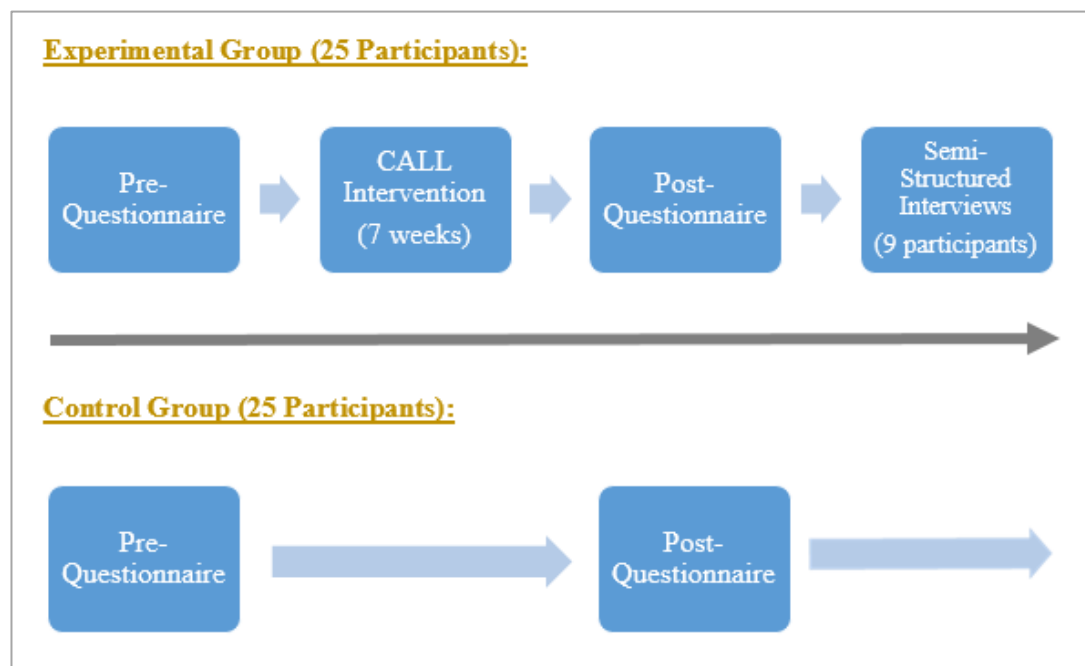 Experimental Group (25 Participants):
Pre-
Questionnaire
CALL
Intervention
(7 weeks)
Post-
Questionnaire
Semi-
Structured
Interviews
(9 participants)
Control Group (25 Participants):
Pre-
Questionnaire
Post-
Questionnaire